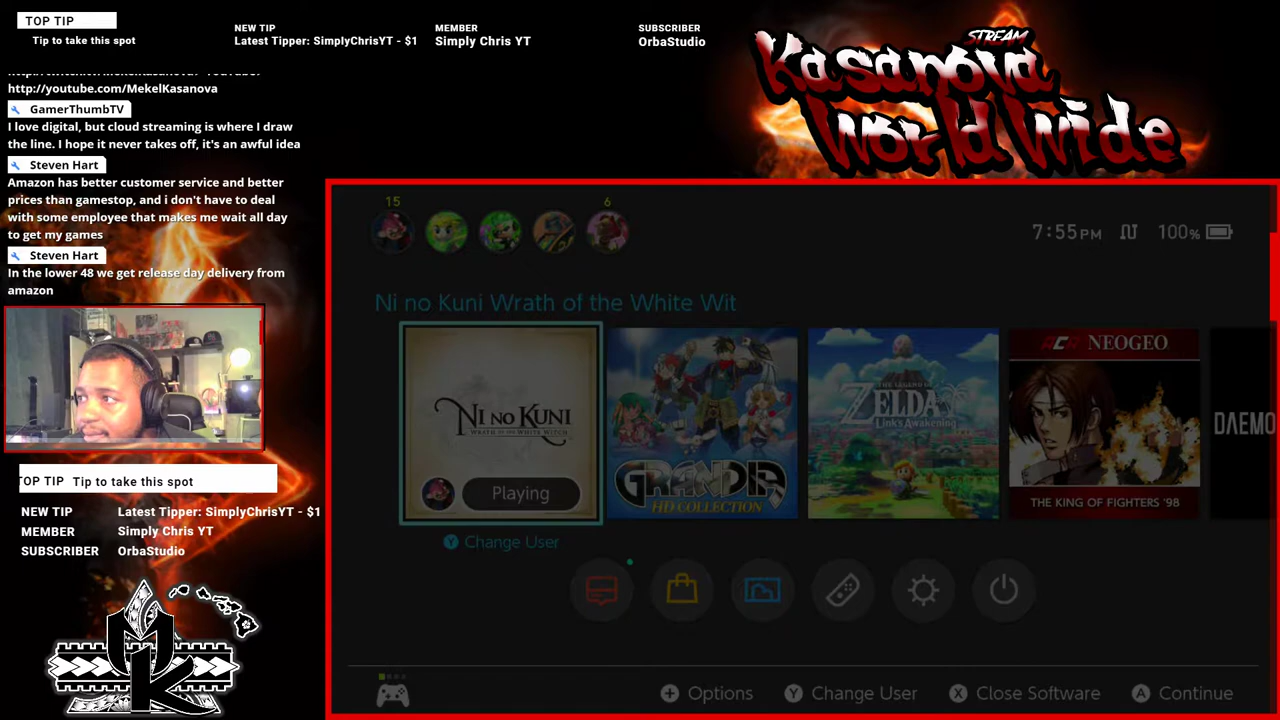 TOP TIP
Tip to take this spot
NEW TIP
Latest Tipper: SimplyChrisYT - $1
MEMBER
Simply Chris YT
SUBSCRIBER
OrbaStudio
STREAM
Kasanova
World Wide
http://youtube.com/MekelKasanova
GamerThumbTV
I love digital, but cloud streaming is where I draw
the line. I hope it never takes off, it's an awful idea
Steven Hart
Amazon has better customer service and better
prices than gamestop, and i don't have to deal
with some employee that makes me wait all day
to get my games
Steven Hart
In the lower 48 we get release day delivery from
amazon
TOP TIP Tip to take this spot
NEW TIP Latest Tipper: SimplyChrisYT - $1
MEMBER Simply Chris YT
SUBSCRIBER OrbaStudio
MK
15
6
7:55PM 100%
Ni no Kuni Wrath of the White Wit
NI NO KUNI
WRATH OF THE WHITE WITCH
Playing
GRANDIA
HD COLLECTION
THE LEGEND OF
ZELDA
Link's Awakening
ACA NEOGEO
THE KING OF FIGHTERS '98
DAEMO
Y Change User
+ Options
Y Change User
X Close Software
A Continue